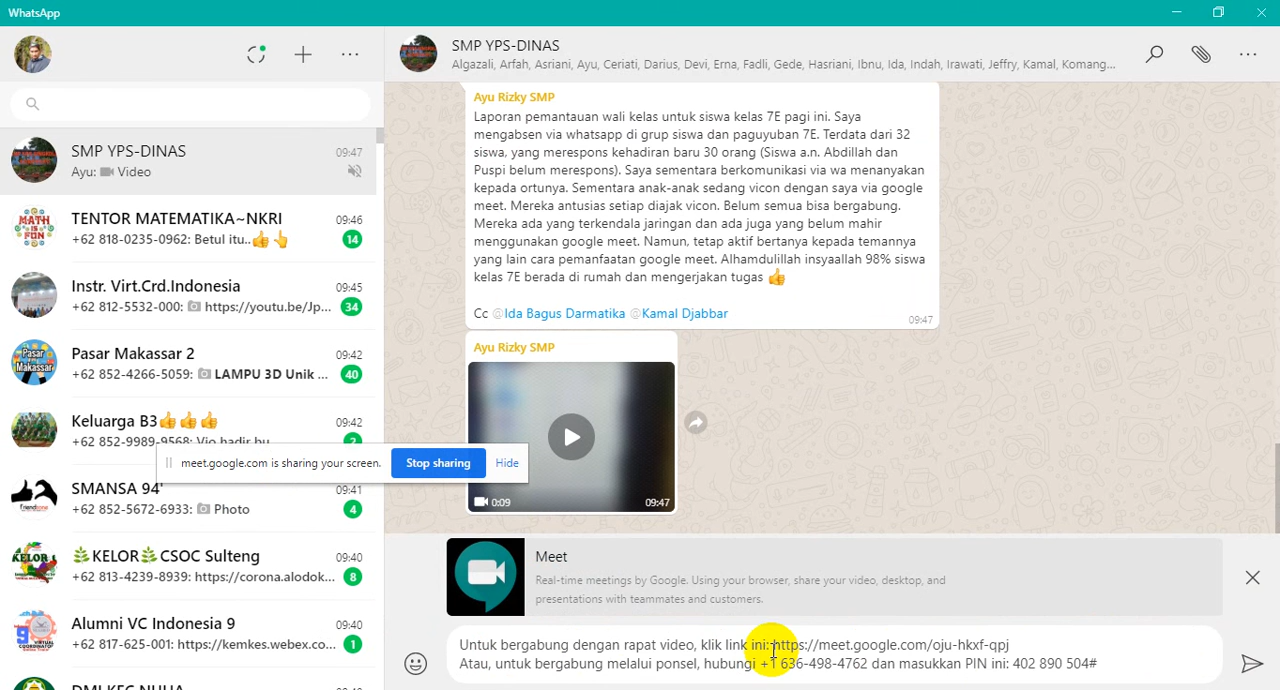 WhatsApp
SMP YPS-DINAS
09:47
Ayu: Video
TENTOR MATEMATIKA~NKRI
09:46
+62 818-0235-0962: Betul itu..👍👆
14
Instr. Virt.Crd.Indonesia
09:45
+62 812-5532-000: https://youtu.be/Jp...
34
Pasar Makassar 2
09:42
+62 852-4266-5059: LAMPU 3D Unik ...
40
Keluarga B3👍👍👍
09:42
+62 852-9989-9568: Vio hadir bu
2
meet.google.com is sharing your screen.
Stop sharing
Hide
SMANSA 94'
09:41
+62 852-5672-6933: Photo
4
🌿KELOR🌿CSOC Sulteng
09:40
+62 813-4239-8939: https://corona.alodok...
8
Alumni VC Indonesia 9
09:40
+62 817-625-001: https://kemkes.webex.co...
1
SMP YPS-DINAS
Algazali, Arfah, Asriani, Ayu, Ceriati, Darius, Devi, Erna, Fadli, Gede, Hasriani, Ibnu, Ida, Indah, Irawati, Jeffry, Kamal, Komang...
Ayu Rizky SMP
Laporan pemantauan wali kelas untuk siswa kelas 7E pagi ini. Saya
mengabsen via whatsapp di grup siswa dan paguyuban 7E. Terdata dari 32
siswa, yang merespons kehadiran baru 30 orang (Siswa a.n. Abdillah dan
Puspi belum merespons). Saya sementara berkomunikasi via wa menanyakan
kepada ortunya. Sementara anak-anak sedang vicon dengan saya via google
meet. Mereka antusias setiap diajak vicon. Belum semua bisa bergabung.
Mereka ada yang terkendala jaringan dan ada juga yang belum mahir
menggunakan google meet. Namun, tetap aktif bertanya kepada temannya
yang lain cara pemanfaatan google meet. Alhamdulillah insyaallah 98% siswa
kelas 7E berada di rumah dan mengerjakan tugas 👍
Cc @Ida Bagus Darmatika @Kamal Djabbar
09:47
Ayu Rizky SMP
0:09
09:47
Meet
Real-time meetings by Google. Using your browser, share your video, desktop, and
presentations with teammates and customers.
Untuk bergabung dengan rapat video, klik link ini: https://meet.google.com/oju-hkxf-qpj
Atau, untuk bergabung melalui ponsel, hubungi +1 636-498-4762 dan masukkan PIN ini: 402 890 504#